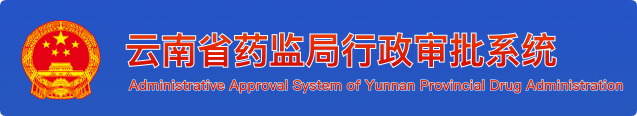 云南省药监局行政审批系统
Administrative Approval System of Yunnan Provincial Drug Administration